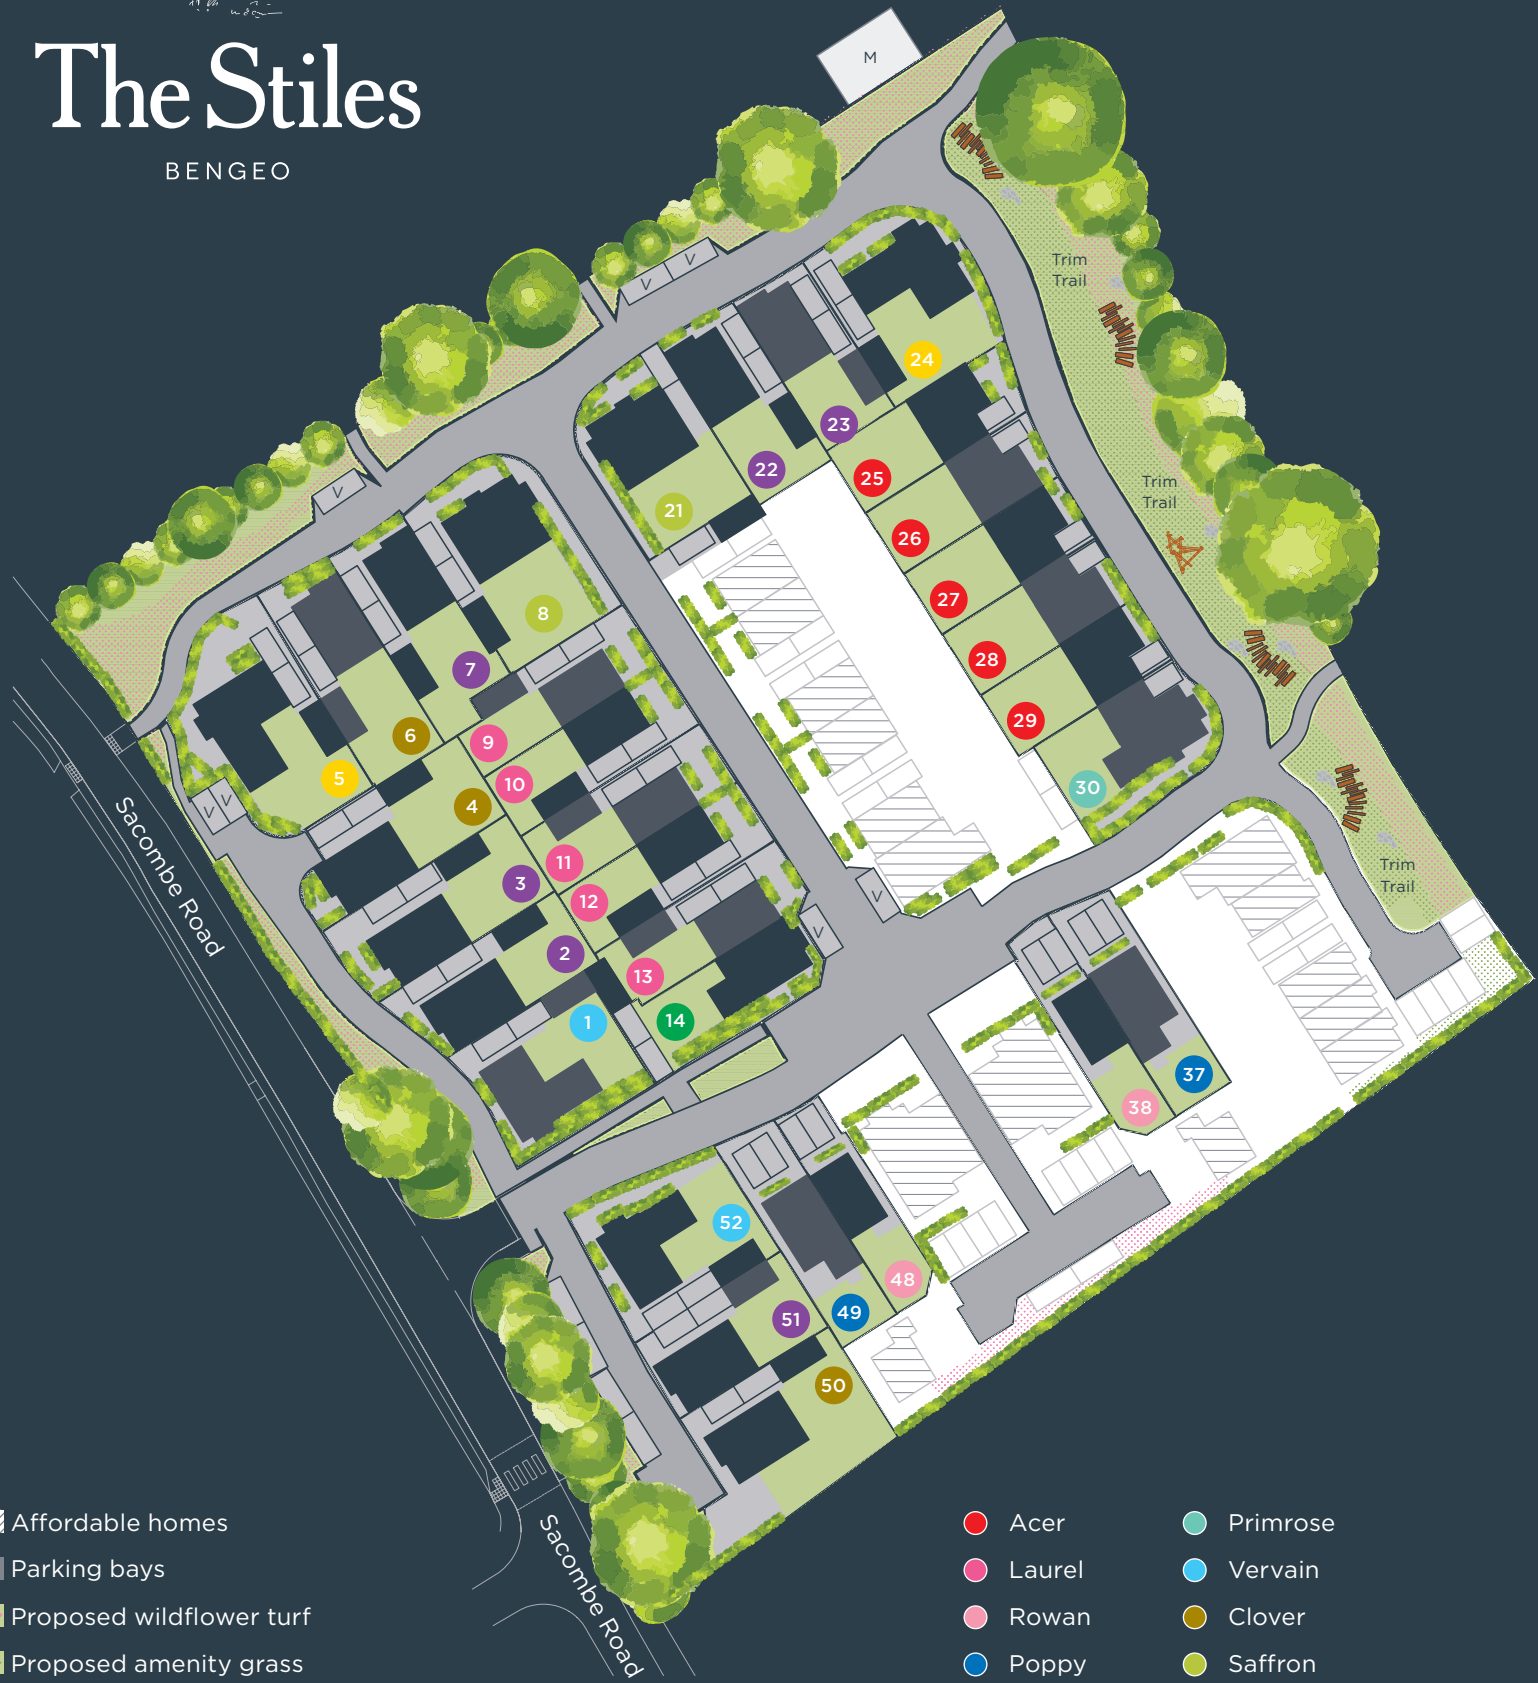 The Stiles
BENGEO
M
Trim
Trail
V
V
24
23
22
25
V
Trim
Trail
21
26
27
8
28
7
29
6
9
5
10
30
4
V
V
11
3
12
Trim
Trail
V
V
2
13
1
14
37
38
52
48
49
51
50
Sacombe Road
Sacombe Road
Affordable homes
Parking bays
Proposed wildflower turf
Proposed amenity grass
Acer
Laurel
Rowan
Poppy
Primrose
Vervain
Clover
Saffron